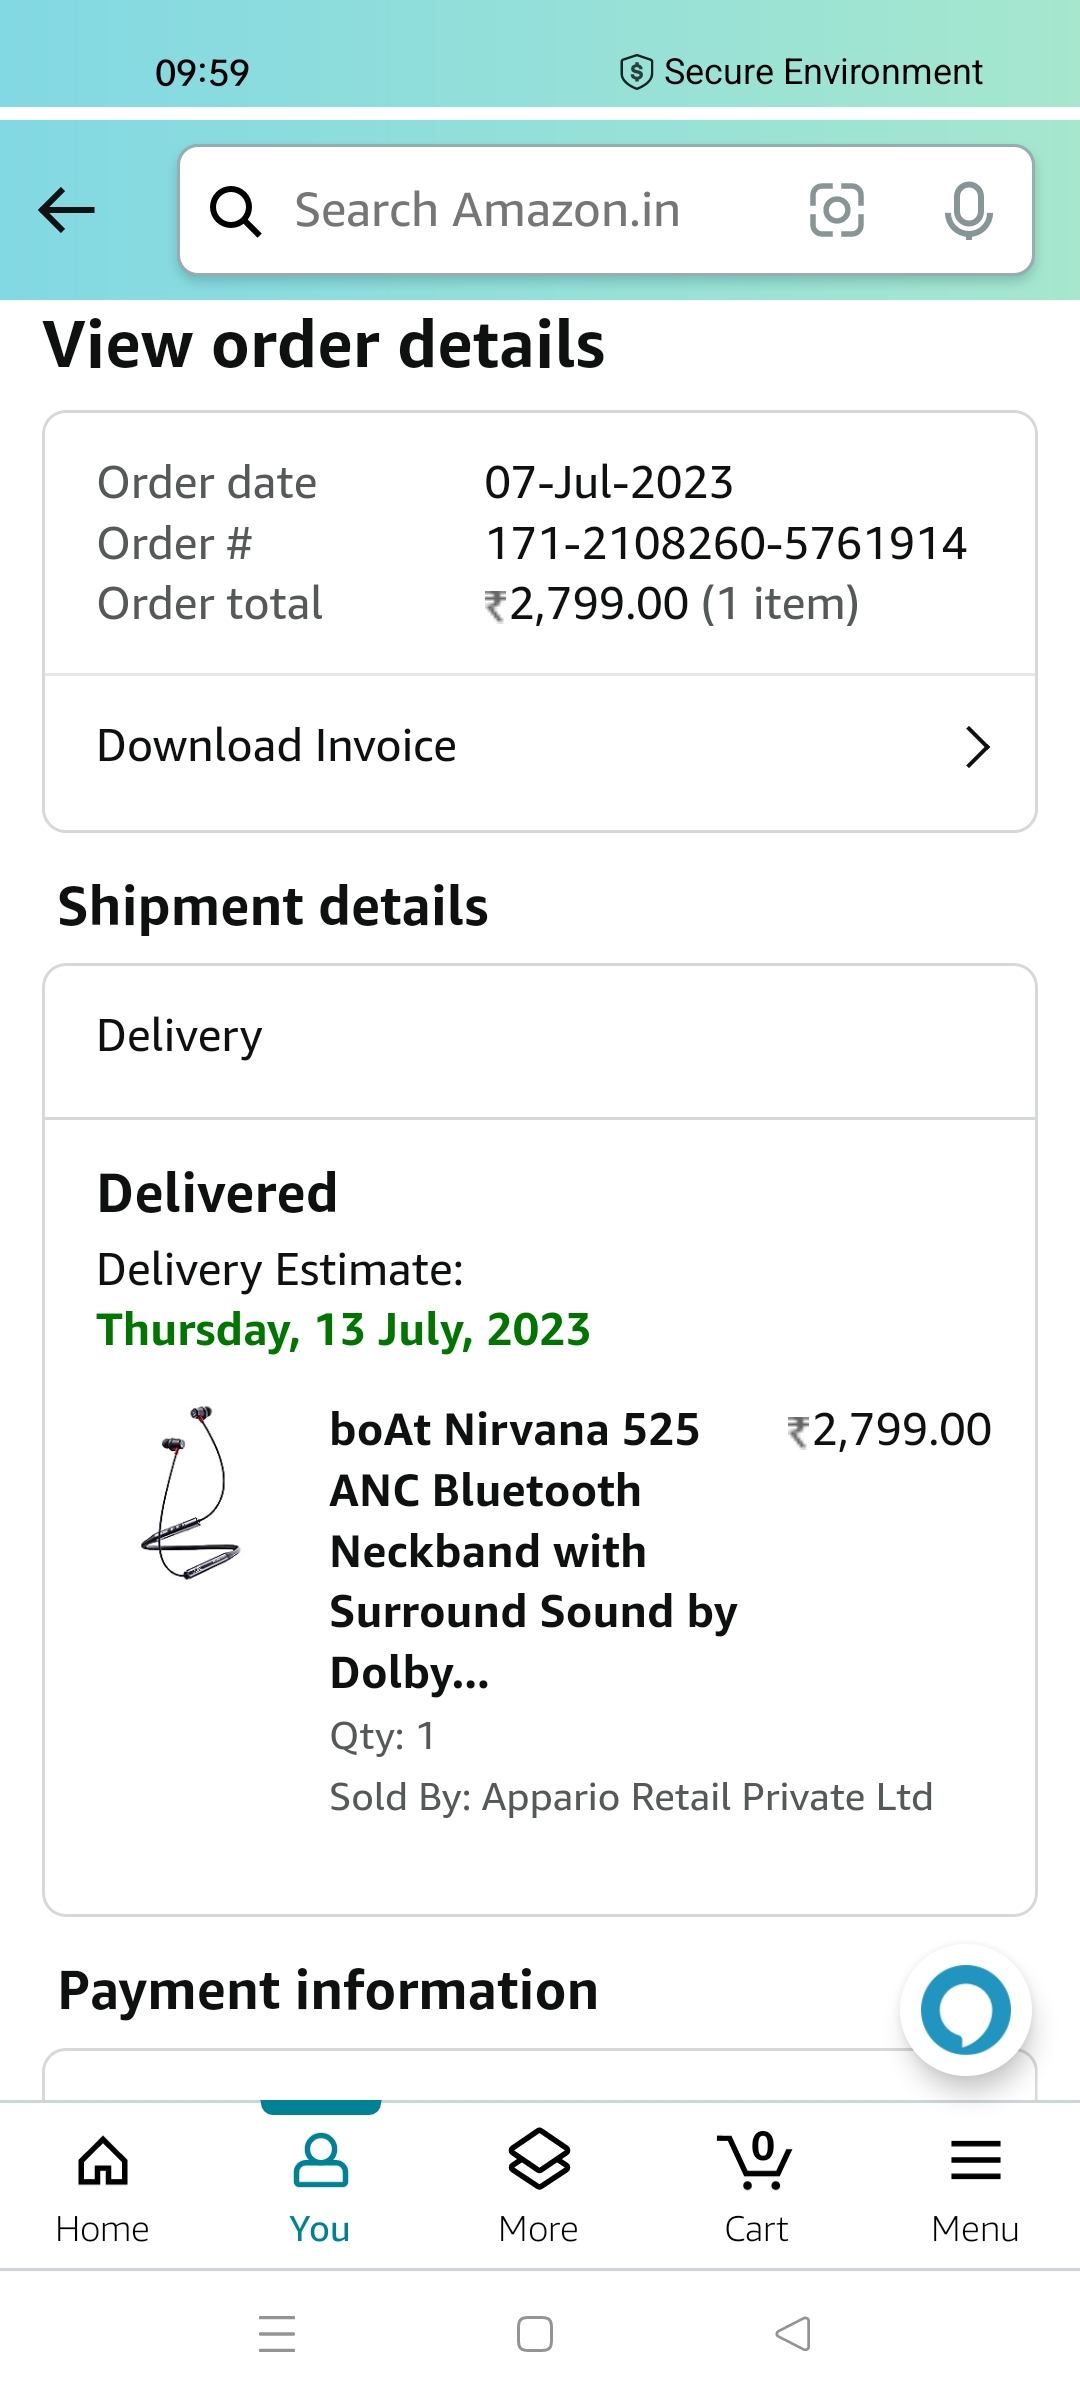 09:59 Secure Environment
Search Amazon.in
View order details
Order date 07-Jul-2023
Order # 171-2108260-5761914
Order total ₹2,799.00 (1 item)
Download Invoice
Shipment details
Delivery
Delivered
Delivery Estimate:
Thursday, 13 July, 2023
boAt Nirvana 525 ₹2,799.00
ANC Bluetooth
Neckband with
Surround Sound by
Dolby...
Qty: 1
Sold By: Appario Retail Private Ltd
Payment information
0
Home You More Cart Menu